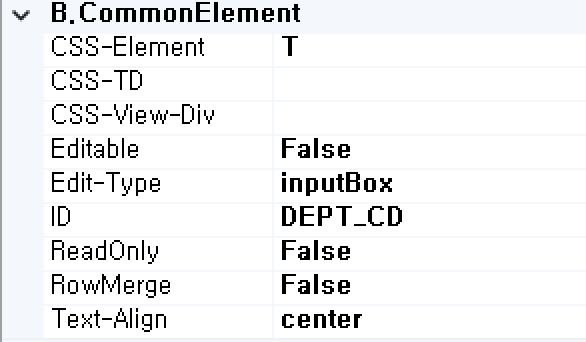 B.CommonElement
CSS-Element T
CSS-TD
CSS-View-Div
Editable False
Edit-Type inputBox
ID DEPT_CD
ReadOnly False
RowMerge False
Text-Align center